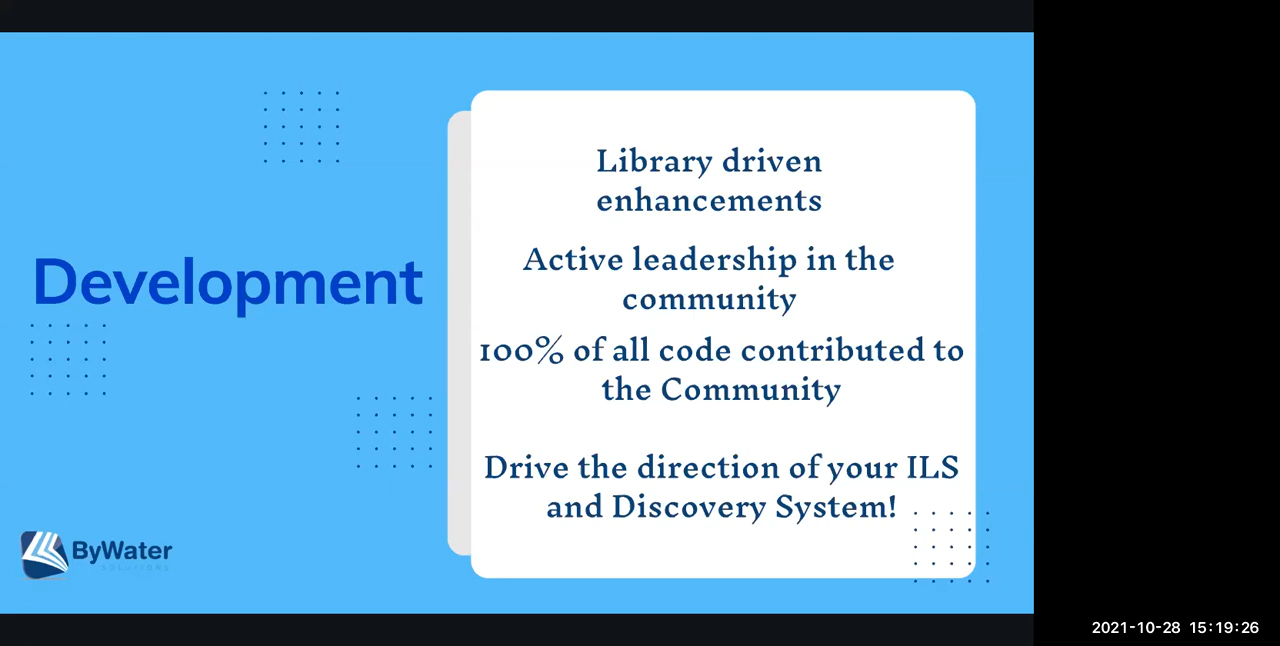 Development
Library driven
enhancements
Active leadership in the
community
100% of all code contributed to
the Community
Drive the direction of your ILS
and Discovery System!
ByWater
SOLUTIONS
2021-10-28 15:19:26